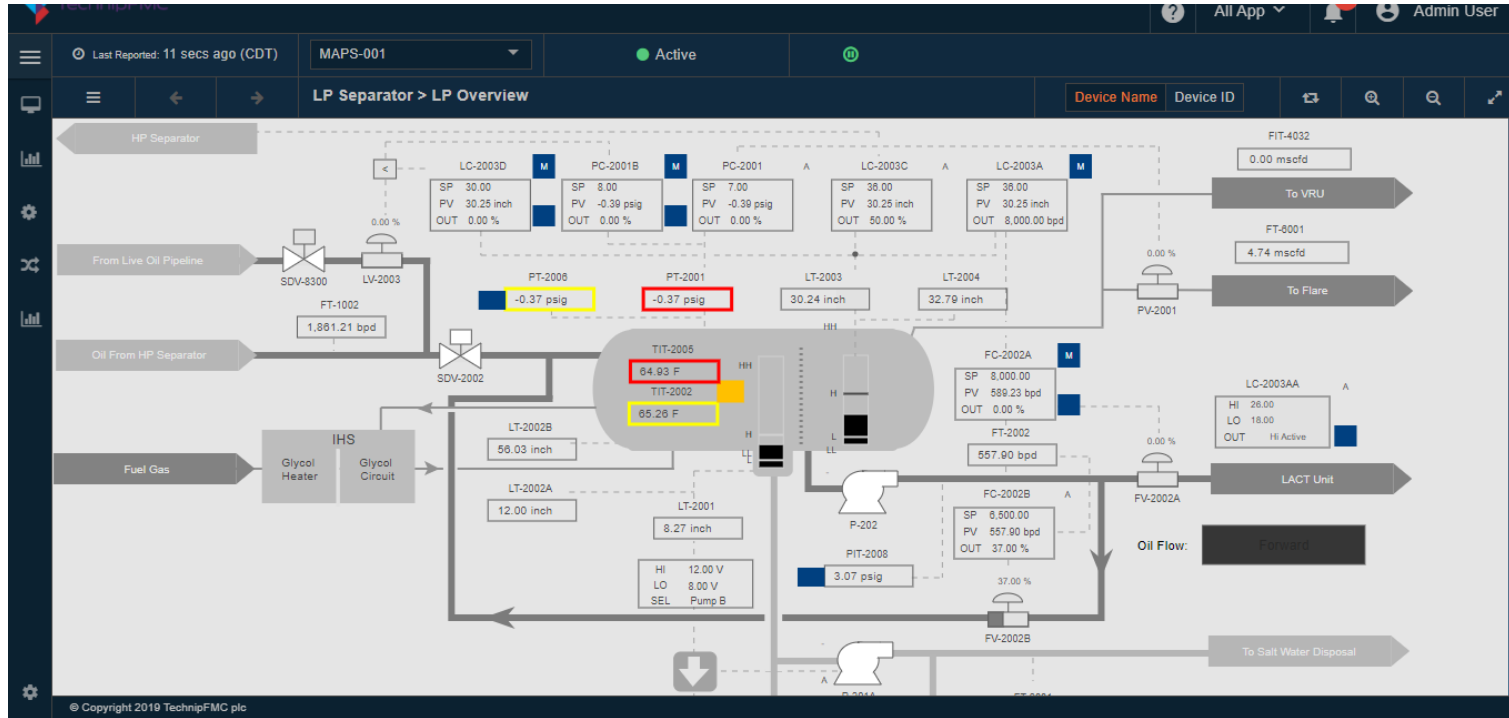 TechnipFMC
All App
Admin User
Last Reported: 11 secs ago (CDT)
MAPS-001
Active
LP Separator > LP Overview
Device Name
Device ID
HP Separator
<
0.00 %
LC-2003D
M
SP 30.00
PV 30.25 inch
OUT 0.00 %
PC-2001B
M
SP 8.00
PV -0.39 psig
OUT 0.00 %
PC-2001
A
SP 7.00
PV -0.39 psig
OUT 0.00 %
LC-2003C
A
SP 36.00
PV 30.25 inch
OUT 50.00 %
LC-2003A
M
SP 36.00
PV 30.25 inch
OUT 8,000.00 bpd
FIT-4032
0.00 mscfd
To VRU
FT-6001
4.74 mscfd
To Flare
0.00 %
PV-2001
From Live Oil Pipeline
SDV-8300
LV-2003
FT-1002
1,861.21 bpd
PT-2006
-0.37 psig
PT-2001
-0.37 psig
LT-2003
30.24 inch
LT-2004
32.79 inch
Oil From HP Separator
SDV-2002
TIT-2005
64.93 F
TIT-2002
65.26 F
HH
H
LL
L
HH
H
L
LL
FC-2002A
M
SP 8,000.00
PV 589.23 bpd
OUT 0.00 %
FT-2002
557.90 bpd
LC-2003AA
A
HI 26.00
LO 18.00
OUT Hi Active
0.00 %
FV-2002A
LACT Unit
Fuel Gas
IHS
Glycol Heater
Glycol Circuit
LT-2002B
56.03 inch
LT-2002A
12.00 inch
LT-2001
8.27 inch
HI 12.00 V
LO 8.00 V
SEL Pump B
P-202
PIT-2008
3.07 psig
FC-2002B
A
SP 6,500.00
PV 557.90 bpd
OUT 37.00 %
37.00 %
FV-2002B
Oil Flow:
Forward
To Salt Water Disposal
A
P-201A
© Copyright 2019 TechnipFMC plc